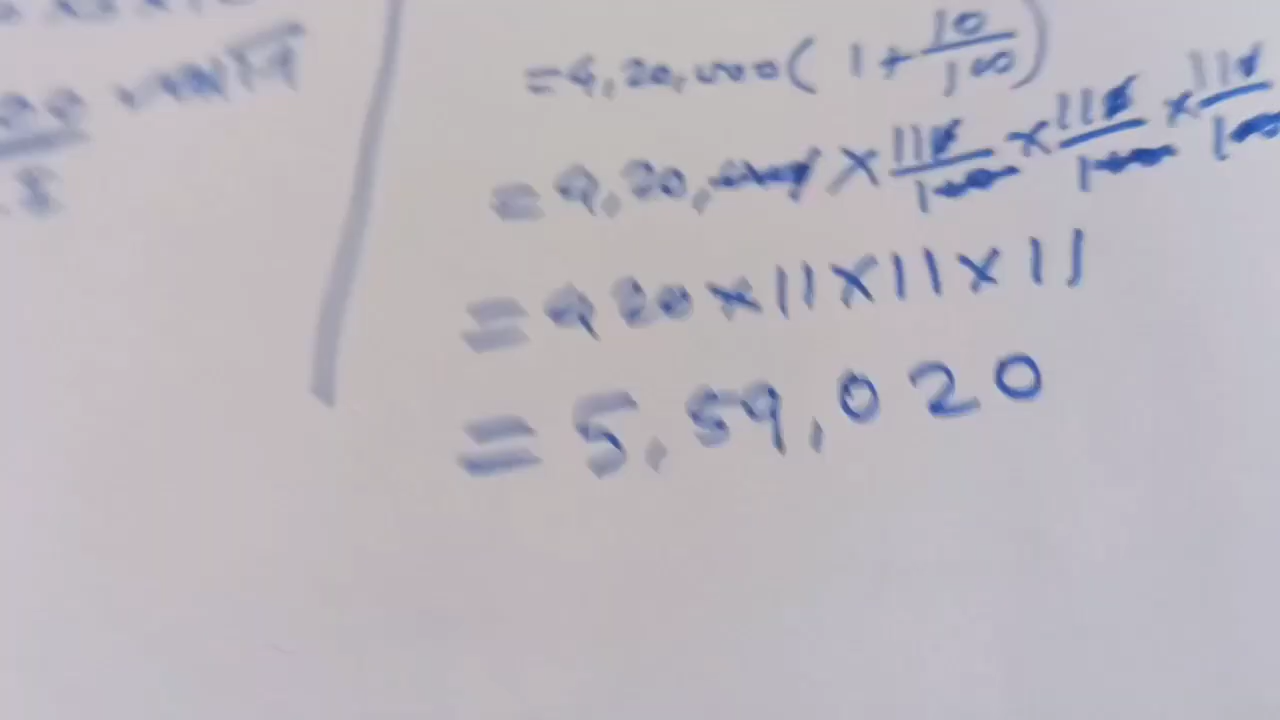 = 4,20,000 ( 1 + 10/100 )
= 4,20,000 × 110/100 × 110/100 × 110/100
= 420 × 11 × 11 × 11
= 5,59,020